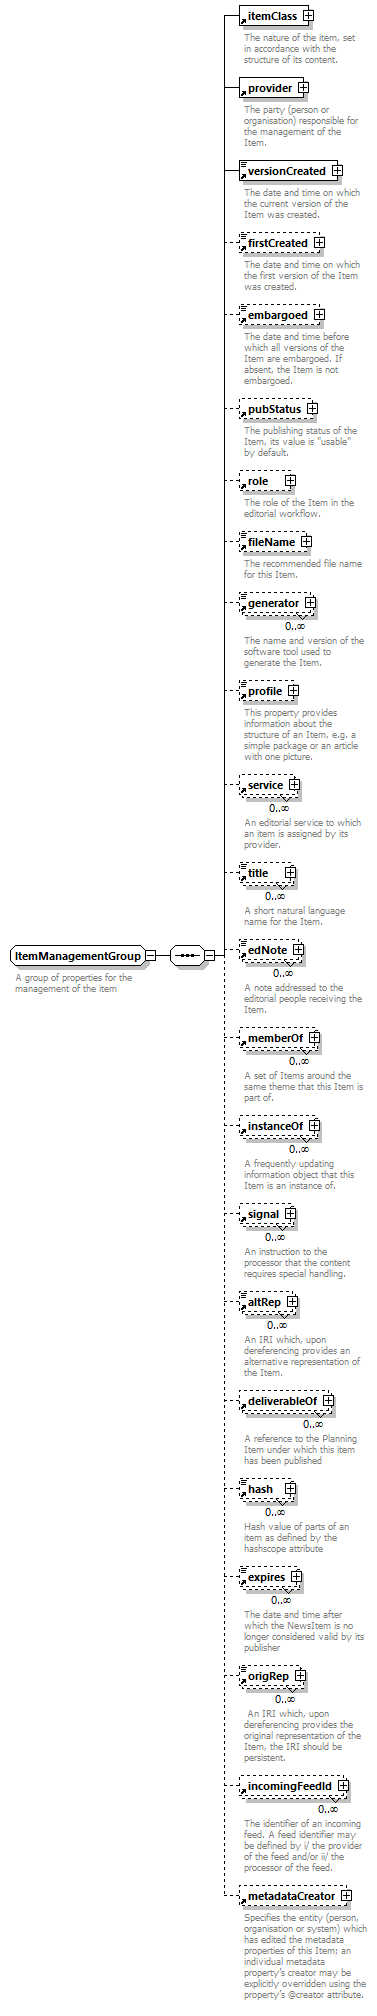 itemClass
The nature of the item, set
in accordance with the
structure of its content.
provider
The party (person or
organisation) responsible for
the management of the
Item.
versionCreated
The date and time on which
the current version of the
Item was created.
firstCreated
The date and time on which
the first version of the Item
was created.
embargoed
The date and time before
which all versions of the
Item are embargoed. If
absent, the Item is not
embargoed.
pubStatus
The publishing status of the
Item, its value is "usable"
by default.
role
The role of the Item in the
editorial workflow.
fileName
The recommended file name
for this Item.
generator
0..∞
The name and version of the
software tool used to
generate the Item.
profile
This property provides
information about the
structure of an Item, e.g. a
simple package or an article
with one picture.
service
0..∞
An editorial service to which
an item is assigned by its
provider.
title
0..∞
A short natural language
name for the Item.
ItemManagementGroup
A group of properties for the
management of the item
edNote
0..∞
A note addressed to the
editorial people receiving the
Item.
memberOf
0..∞
A set of Items around the
same theme that this Item is
part of.
instanceOf
0..∞
A frequently updating
information object that this
Item is an instance of.
signal
0..∞
An instruction to the
processor that the content
requires special handling.
altRep
0..∞
An IRI which, upon
dereferencing provides an
alternative representation of
the Item.
deliverableOf
0..∞
A reference to the Planning
Item under which this item
has been published
hash
0..∞
Hash value of parts of an
item as defined by the
hashscope attribute
expires
0..∞
The date and time after
which the NewsItem is no
longer considered valid by its
publisher
origRep
0..∞
An IRI which, upon
dereferencing provides the
original representation of the
Item, the IRI should be
persistent.
incomingFeedId
0..∞
The identifier of an incoming
feed. A feed identifier may
be defined by i/ the provider
of the feed and/or ii/ the
processor of the feed.
metadataCreator
Specifies the entity (person,
organisation or system) which
has edited the metadata
properties of this Item; an
individual metadata
property's creator may be
explicitly overridden using the
property's @creator attribute.